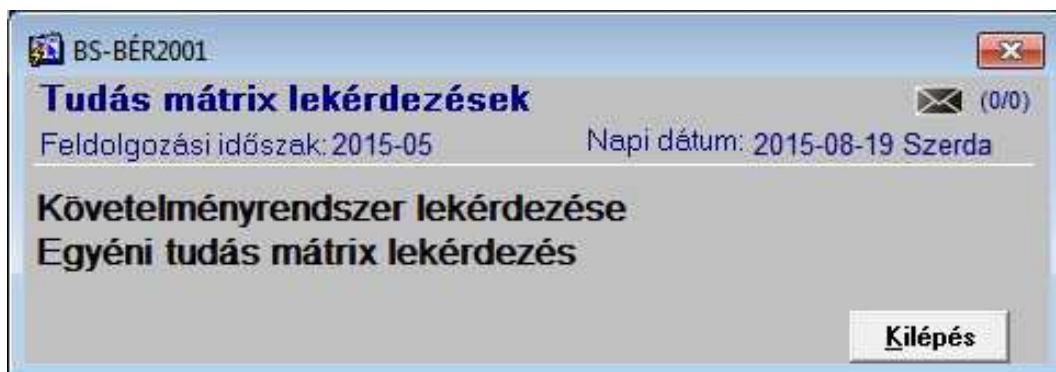 BS-BÉR2001
Tudás mátrix lekérdezések (0/0)
Feldolgozási időszak: 2015-05 Napi dátum: 2015-08-19 Szerda
Követelményrendszer lekérdezése
Egyéni tudás mátrix lekérdezés
Kilépés